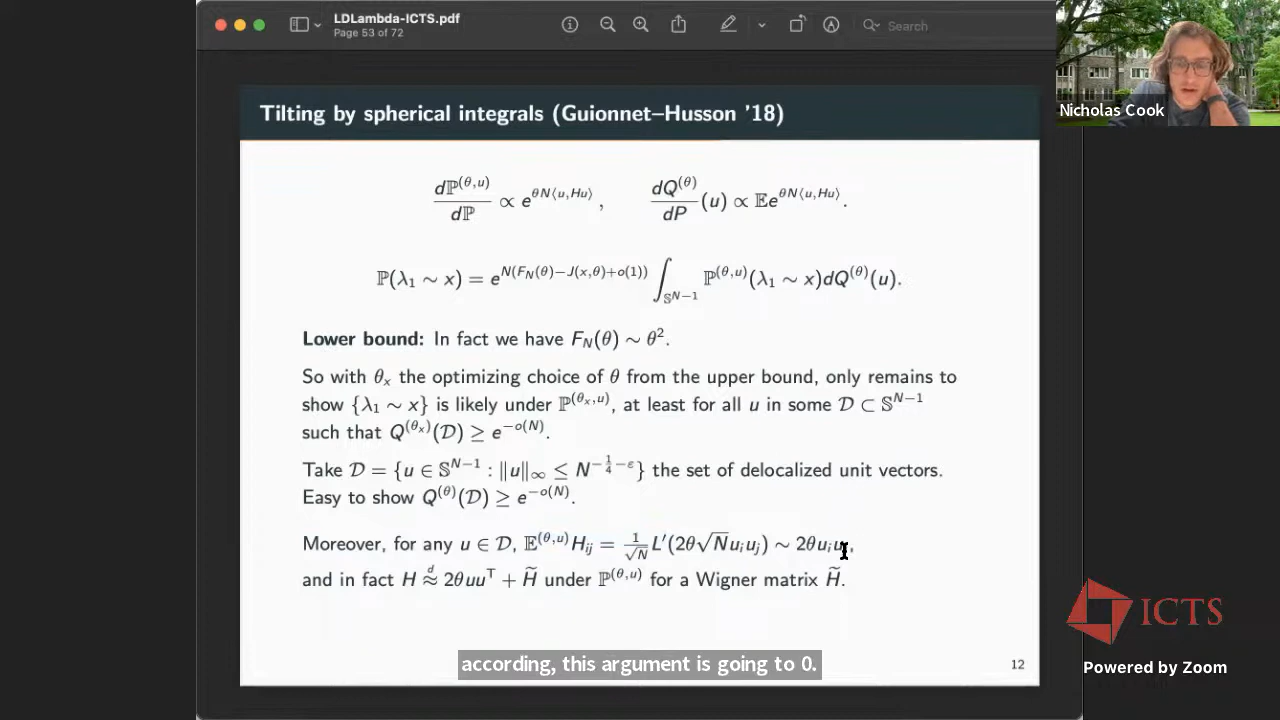 LDLambda-ICTS.pdf
Page 53 of 72
Search
Nicholas Cook
Tilting by spherical integrals (Guionnet–Husson '18)
dℙ^(θ,u)/dℙ ∝ e^{θN⟨u,Hu⟩}, dQ^(θ)/dP (u) ∝ 𝔼e^{θN⟨u,Hu⟩}.
ℙ(λ₁ ∼ x) = e^{N(F_N(θ)−J(x,θ)+o(1))} ∫_{𝕊^{N−1}} ℙ^(θ,u)(λ₁ ∼ x)dQ^(θ)(u).
Lower bound: In fact we have F_N(θ) ∼ θ².
So with θ_x the optimizing choice of θ from the upper bound, only remains to
show {λ₁ ∼ x} is likely under ℙ^(θ_x,u), at least for all u in some 𝒟 ⊂ 𝕊^{N−1}
such that Q^(θ_x)(𝒟) ≥ e^{−o(N)}.
Take 𝒟 = {u ∈ 𝕊^{N−1} : ‖u‖_∞ ≤ N^{−1/4−ε}} the set of delocalized unit vectors.
Easy to show Q^(θ)(𝒟) ≥ e^{−o(N)}.
Moreover, for any u ∈ 𝒟, 𝔼^(θ,u)H_ij = 1/√N L′(2θ√N u_i u_j) ∼ 2θu_i u_j,
and in fact H ≈^d 2θuu^T + H̃ under ℙ^(θ,u) for a Wigner matrix H̃.
ICTS
according, this argument is going to 0.
12
Powered by Zoom